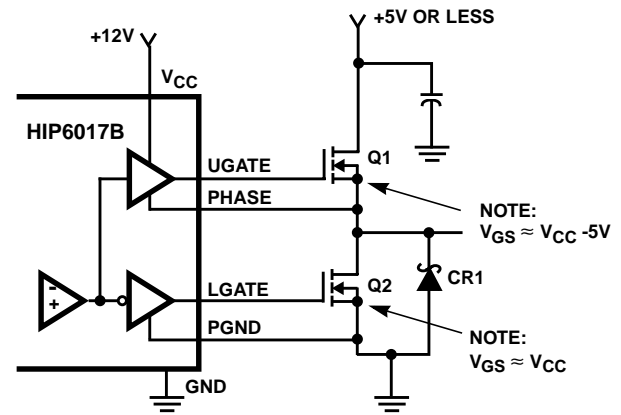 +5V OR LESS
+12V
VCC
HIP6017B
UGATE
Q1
PHASE
NOTE:
VGS ≈ VCC -5V
-
+
LGATE
Q2
CR1
PGND
NOTE:
VGS ≈ VCC
GND